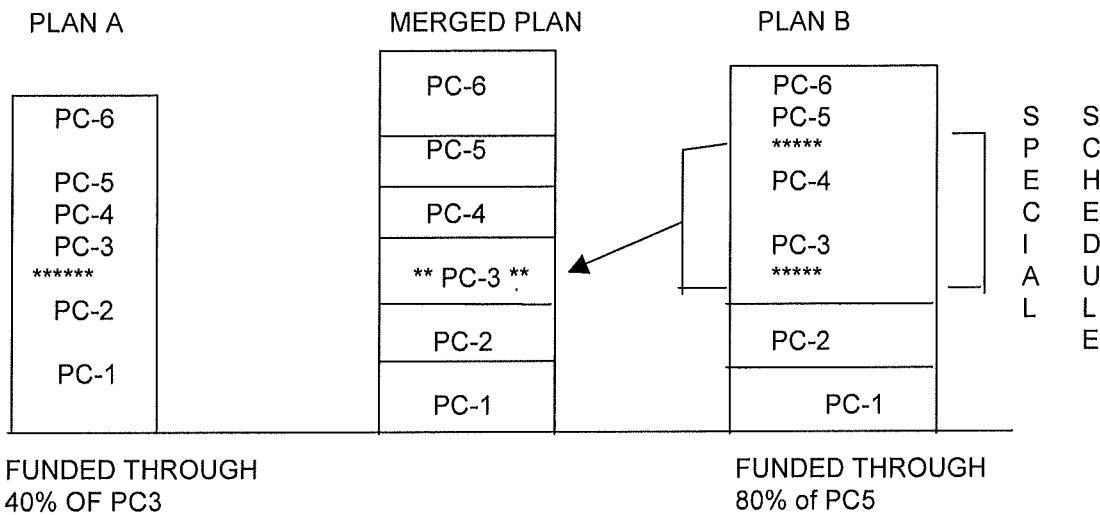 PLAN A
PC-6
PC-5
PC-4
PC-3
******
PC-2
PC-1
FUNDED THROUGH
40% OF PC3
MERGED PLAN
PC-6
PC-5
PC-4
** PC-3 **
PC-2
PC-1
PLAN B
PC-6
PC-5
*****
PC-4
PC-3
*****
PC-2
PC-1
FUNDED THROUGH
80% of PC5
SPECIAL
SCHEDULE